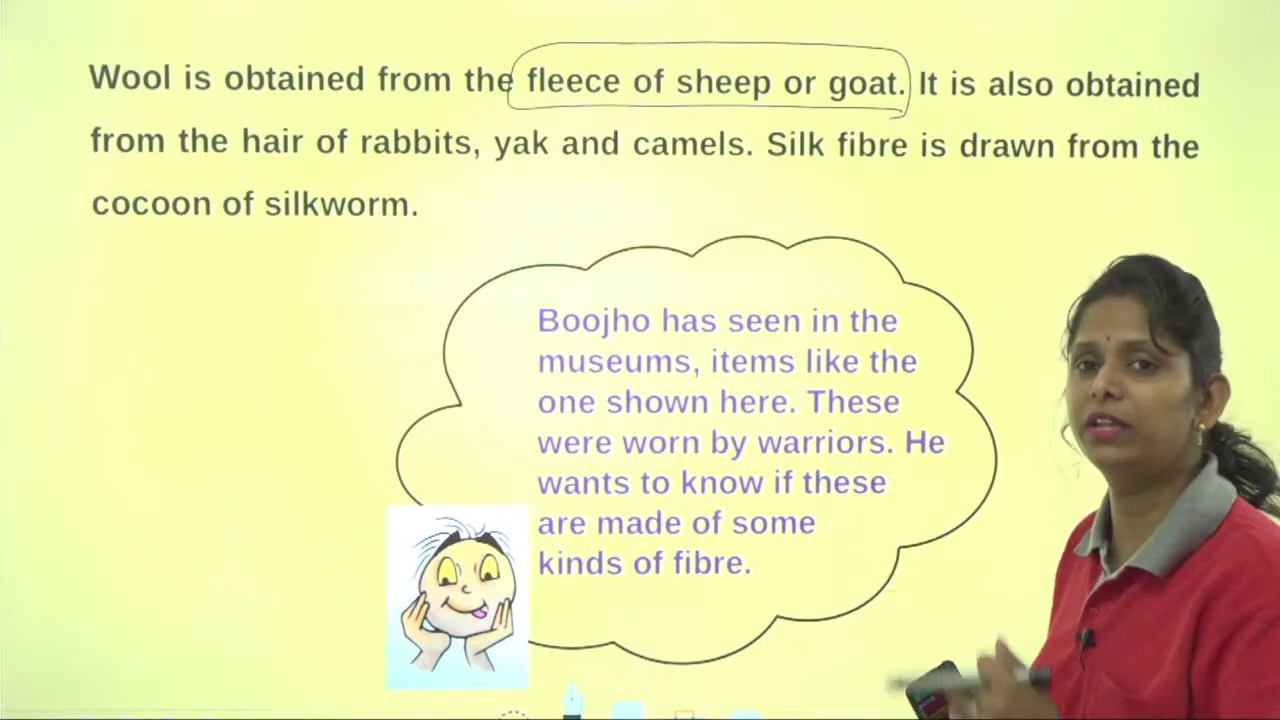 Wool is obtained from the fleece of sheep or goat. It is also obtained
from the hair of rabbits, yak and camels. Silk fibre is drawn from the
cocoon of silkworm.
Boojho has seen in the
museums, items like the
one shown here. These
were worn by warriors. He
wants to know if these
are made of some
kinds of fibre.